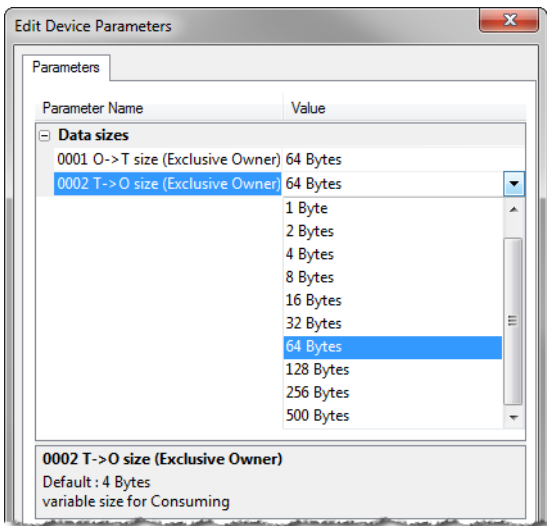 Edit Device Parameters
Parameters
Parameter Name Value
Data sizes
0001 O->T size (Exclusive Owner) 64 Bytes
0002 T->O size (Exclusive Owner) 64 Bytes
1 Byte
2 Bytes
4 Bytes
8 Bytes
16 Bytes
32 Bytes
64 Bytes
128 Bytes
256 Bytes
500 Bytes
0002 T->O size (Exclusive Owner)
Default : 4 Bytes
variable size for Consuming